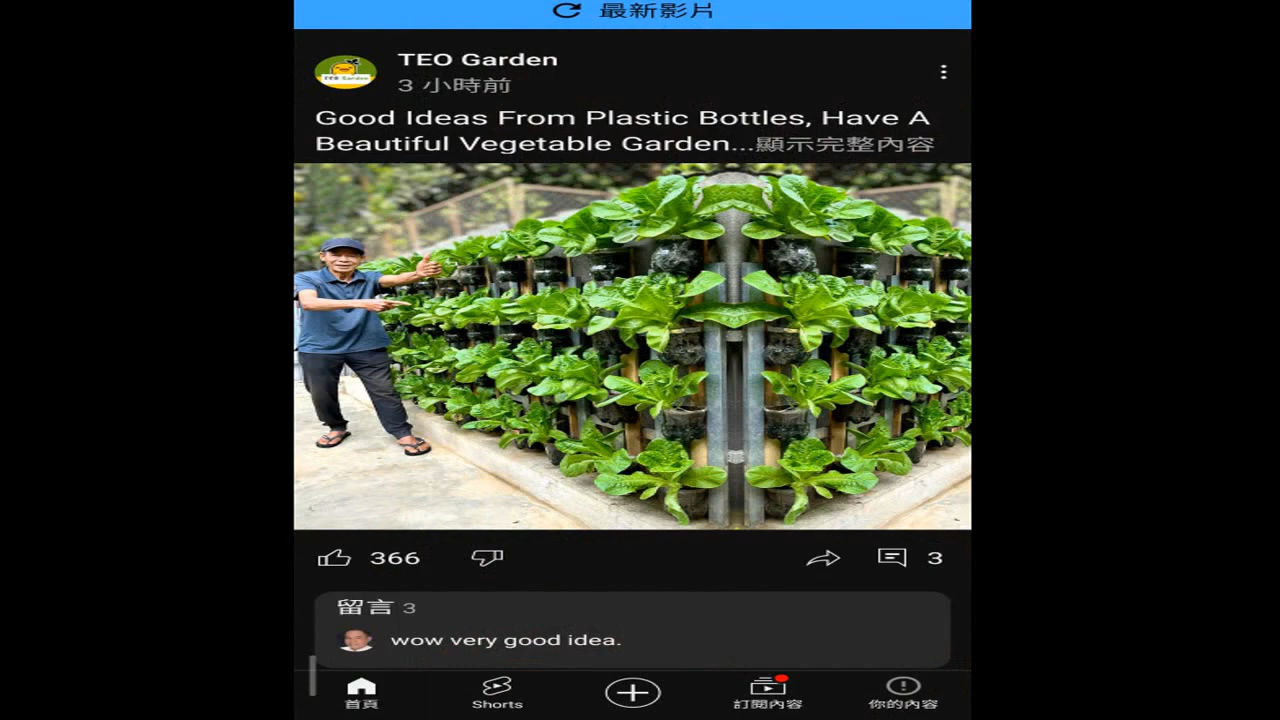 最新影片
TEO Garden
TEO Garden
3 小時前
Good Ideas From Plastic Bottles, Have A
Beautiful Vegetable Garden...顯示完整內容
366
3
留言 3
wow very good idea.
首頁
Shorts
訂閱內容
你的內容